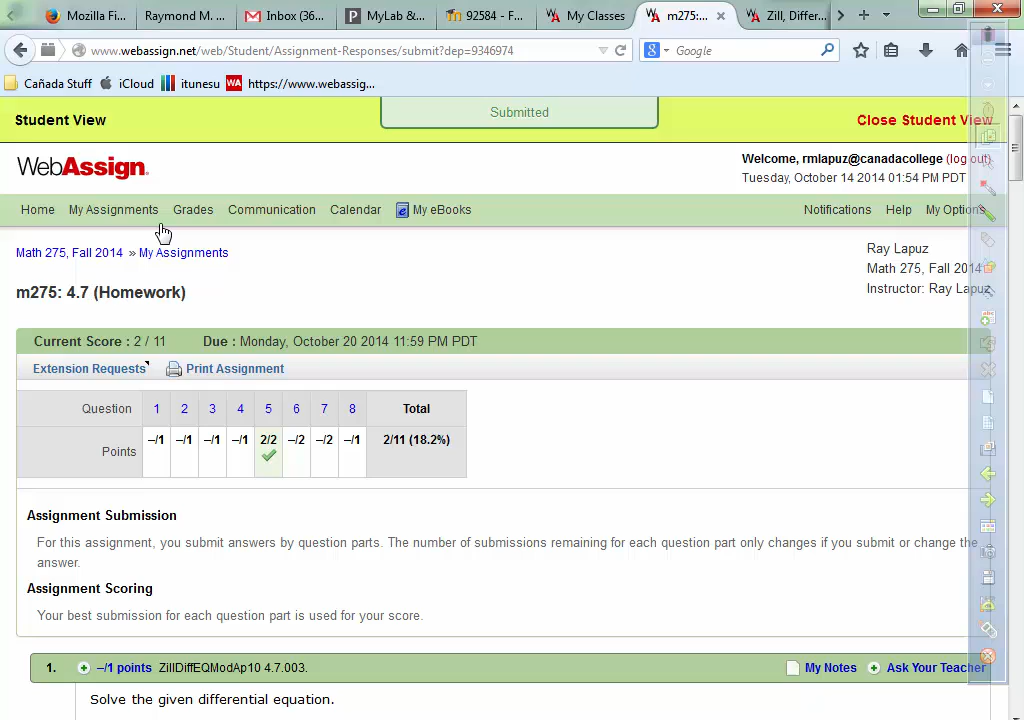 Mozilla Fi...
Raymond M. ...
Inbox (36...
MyLab &...
92584 - F...
My Classes
m275:...
Zill, Differ...
www.webassign.net/web/Student/Assignment-Responses/submit?dep=9346974
Google
Cañada Stuff
iCloud
itunesu
https://www.webassig...
Student View
Submitted
Close Student View
WebAssign
Welcome, rmlapuz@canadacollege (log out)
Tuesday, October 14 2014 01:54 PM PDT
Home My Assignments Grades Communication Calendar My eBooks Notifications Help My Options
Math 275, Fall 2014 » My Assignments
Ray Lapuz
Math 275, Fall 2014
Instructor: Ray Lapuz
m275: 4.7 (Homework)
Current Score : 2 / 11 Due : Monday, October 20 2014 11:59 PM PDT
Extension Requests Print Assignment
Question 1 2 3 4 5 6 7 8 Total
Points –/1 –/1 –/1 –/1 2/2 –/2 –/2 –/1 2/11 (18.2%)
Assignment Submission
For this assignment, you submit answers by question parts. The number of submissions remaining for each question part only changes if you submit or change the
answer.
Assignment Scoring
Your best submission for each question part is used for your score.
1. –/1 points ZillDiffEQModAp10 4.7.003. My Notes Ask Your Teacher
Solve the given differential equation.